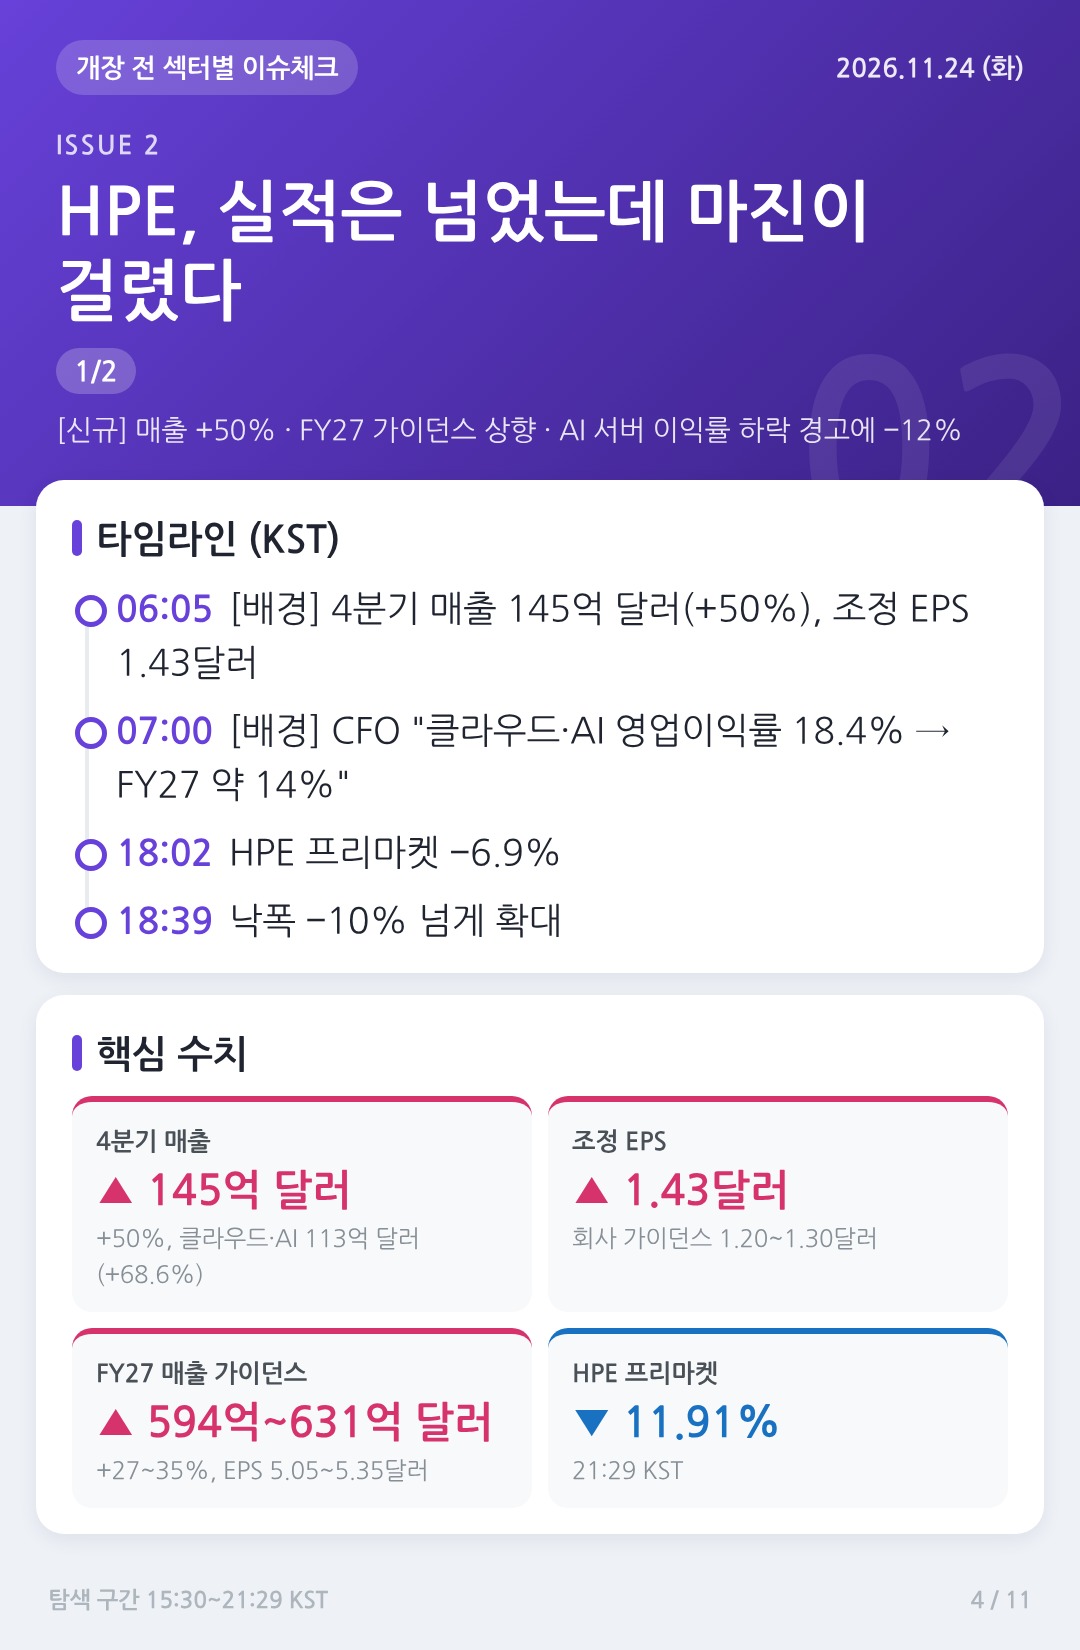 개장 전 섹터별 이슈체크
2026.11.24 (화)
ISSUE 2
HPE, 실적은 넘었는데 마진이
걸렸다
1/2
02
[신규] 매출 +50% · FY27 가이던스 상향 · AI 서버 이익률 하락 경고에 −12%
타임라인 (KST)
06:05 [배경] 4분기 매출 145억 달러(+50%), 조정 EPS
1.43달러
07:00 [배경] CFO "클라우드·AI 영업이익률 18.4% →
FY27 약 14%"
18:02 HPE 프리마켓 −6.9%
18:39 낙폭 −10% 넘게 확대
핵심 수치
4분기 매출
▲ 145억 달러
+50%, 클라우드·AI 113억 달러
(+68.6%)
조정 EPS
▲ 1.43달러
회사 가이던스 1.20~1.30달러
FY27 매출 가이던스
▲ 594억~631억 달러
+27~35%, EPS 5.05~5.35달러
HPE 프리마켓
▼ 11.91%
21:29 KST
탐색 구간 15:30~21:29 KST
4 / 11